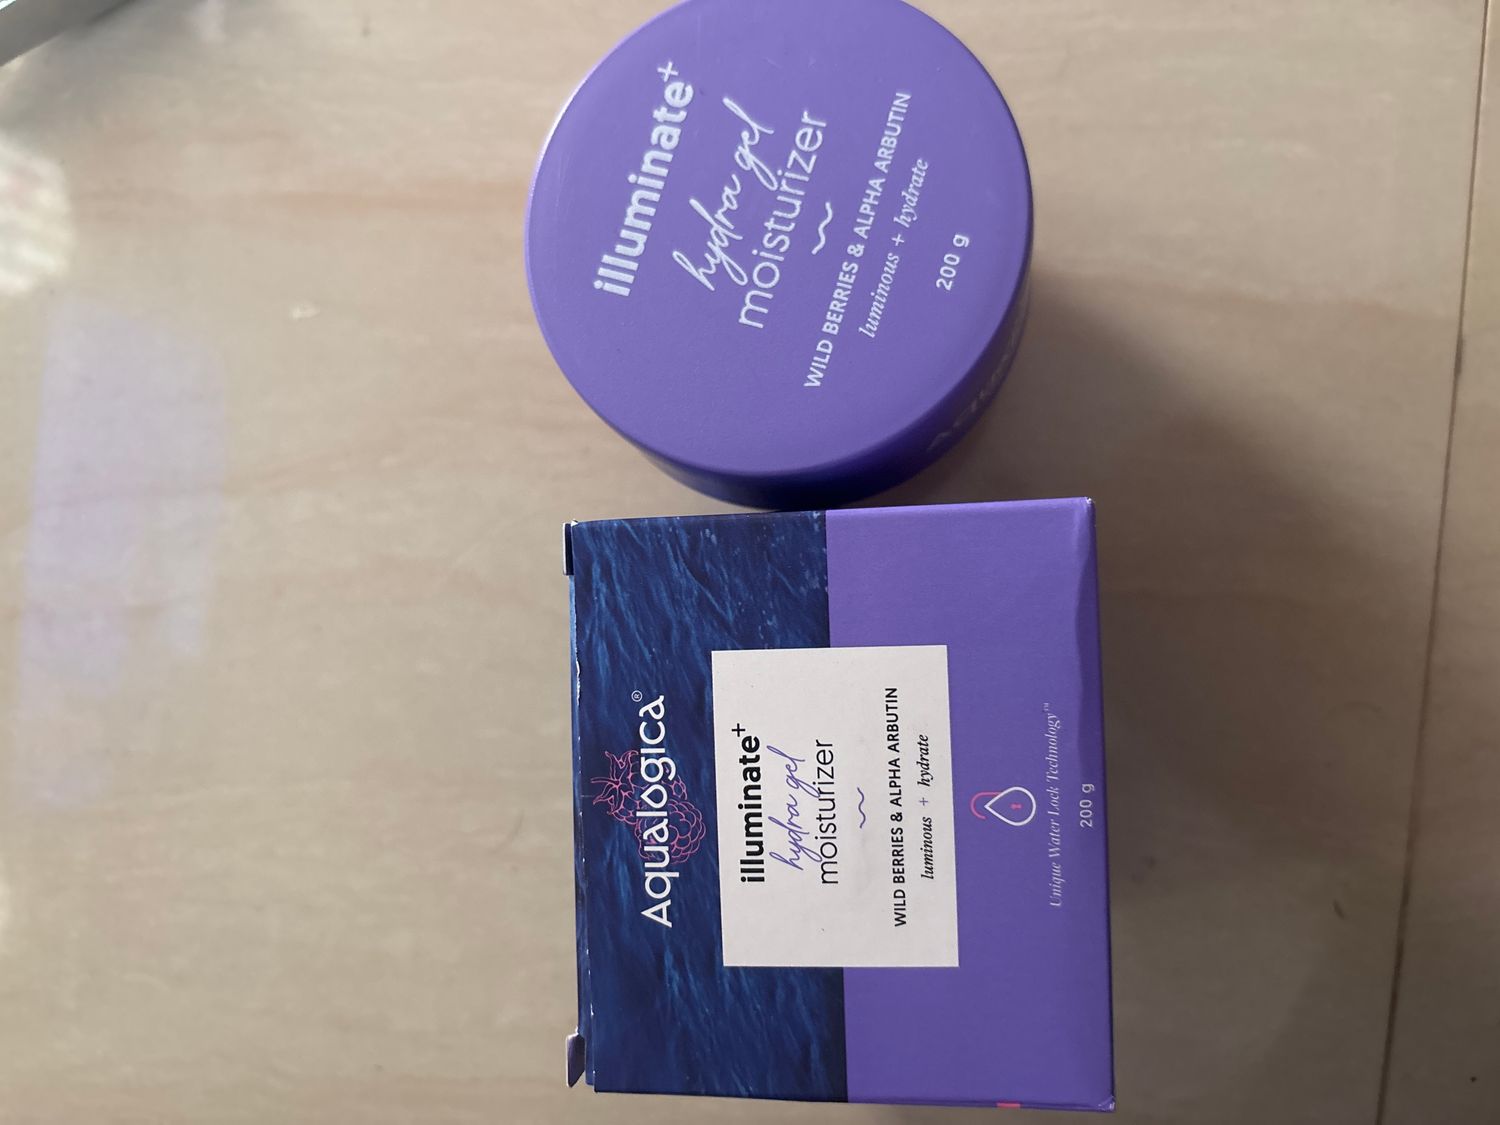 illuminate+
hydra gel
moisturizer
WILD BERRIES & ALPHA ARBUTIN
luminous + hydrate
200 g
Aqualogica®
illuminate+
hydra gel
moisturizer
WILD BERRIES & ALPHA ARBUTIN
luminous + hydrate
Unique Water Lock Technology™
200 g